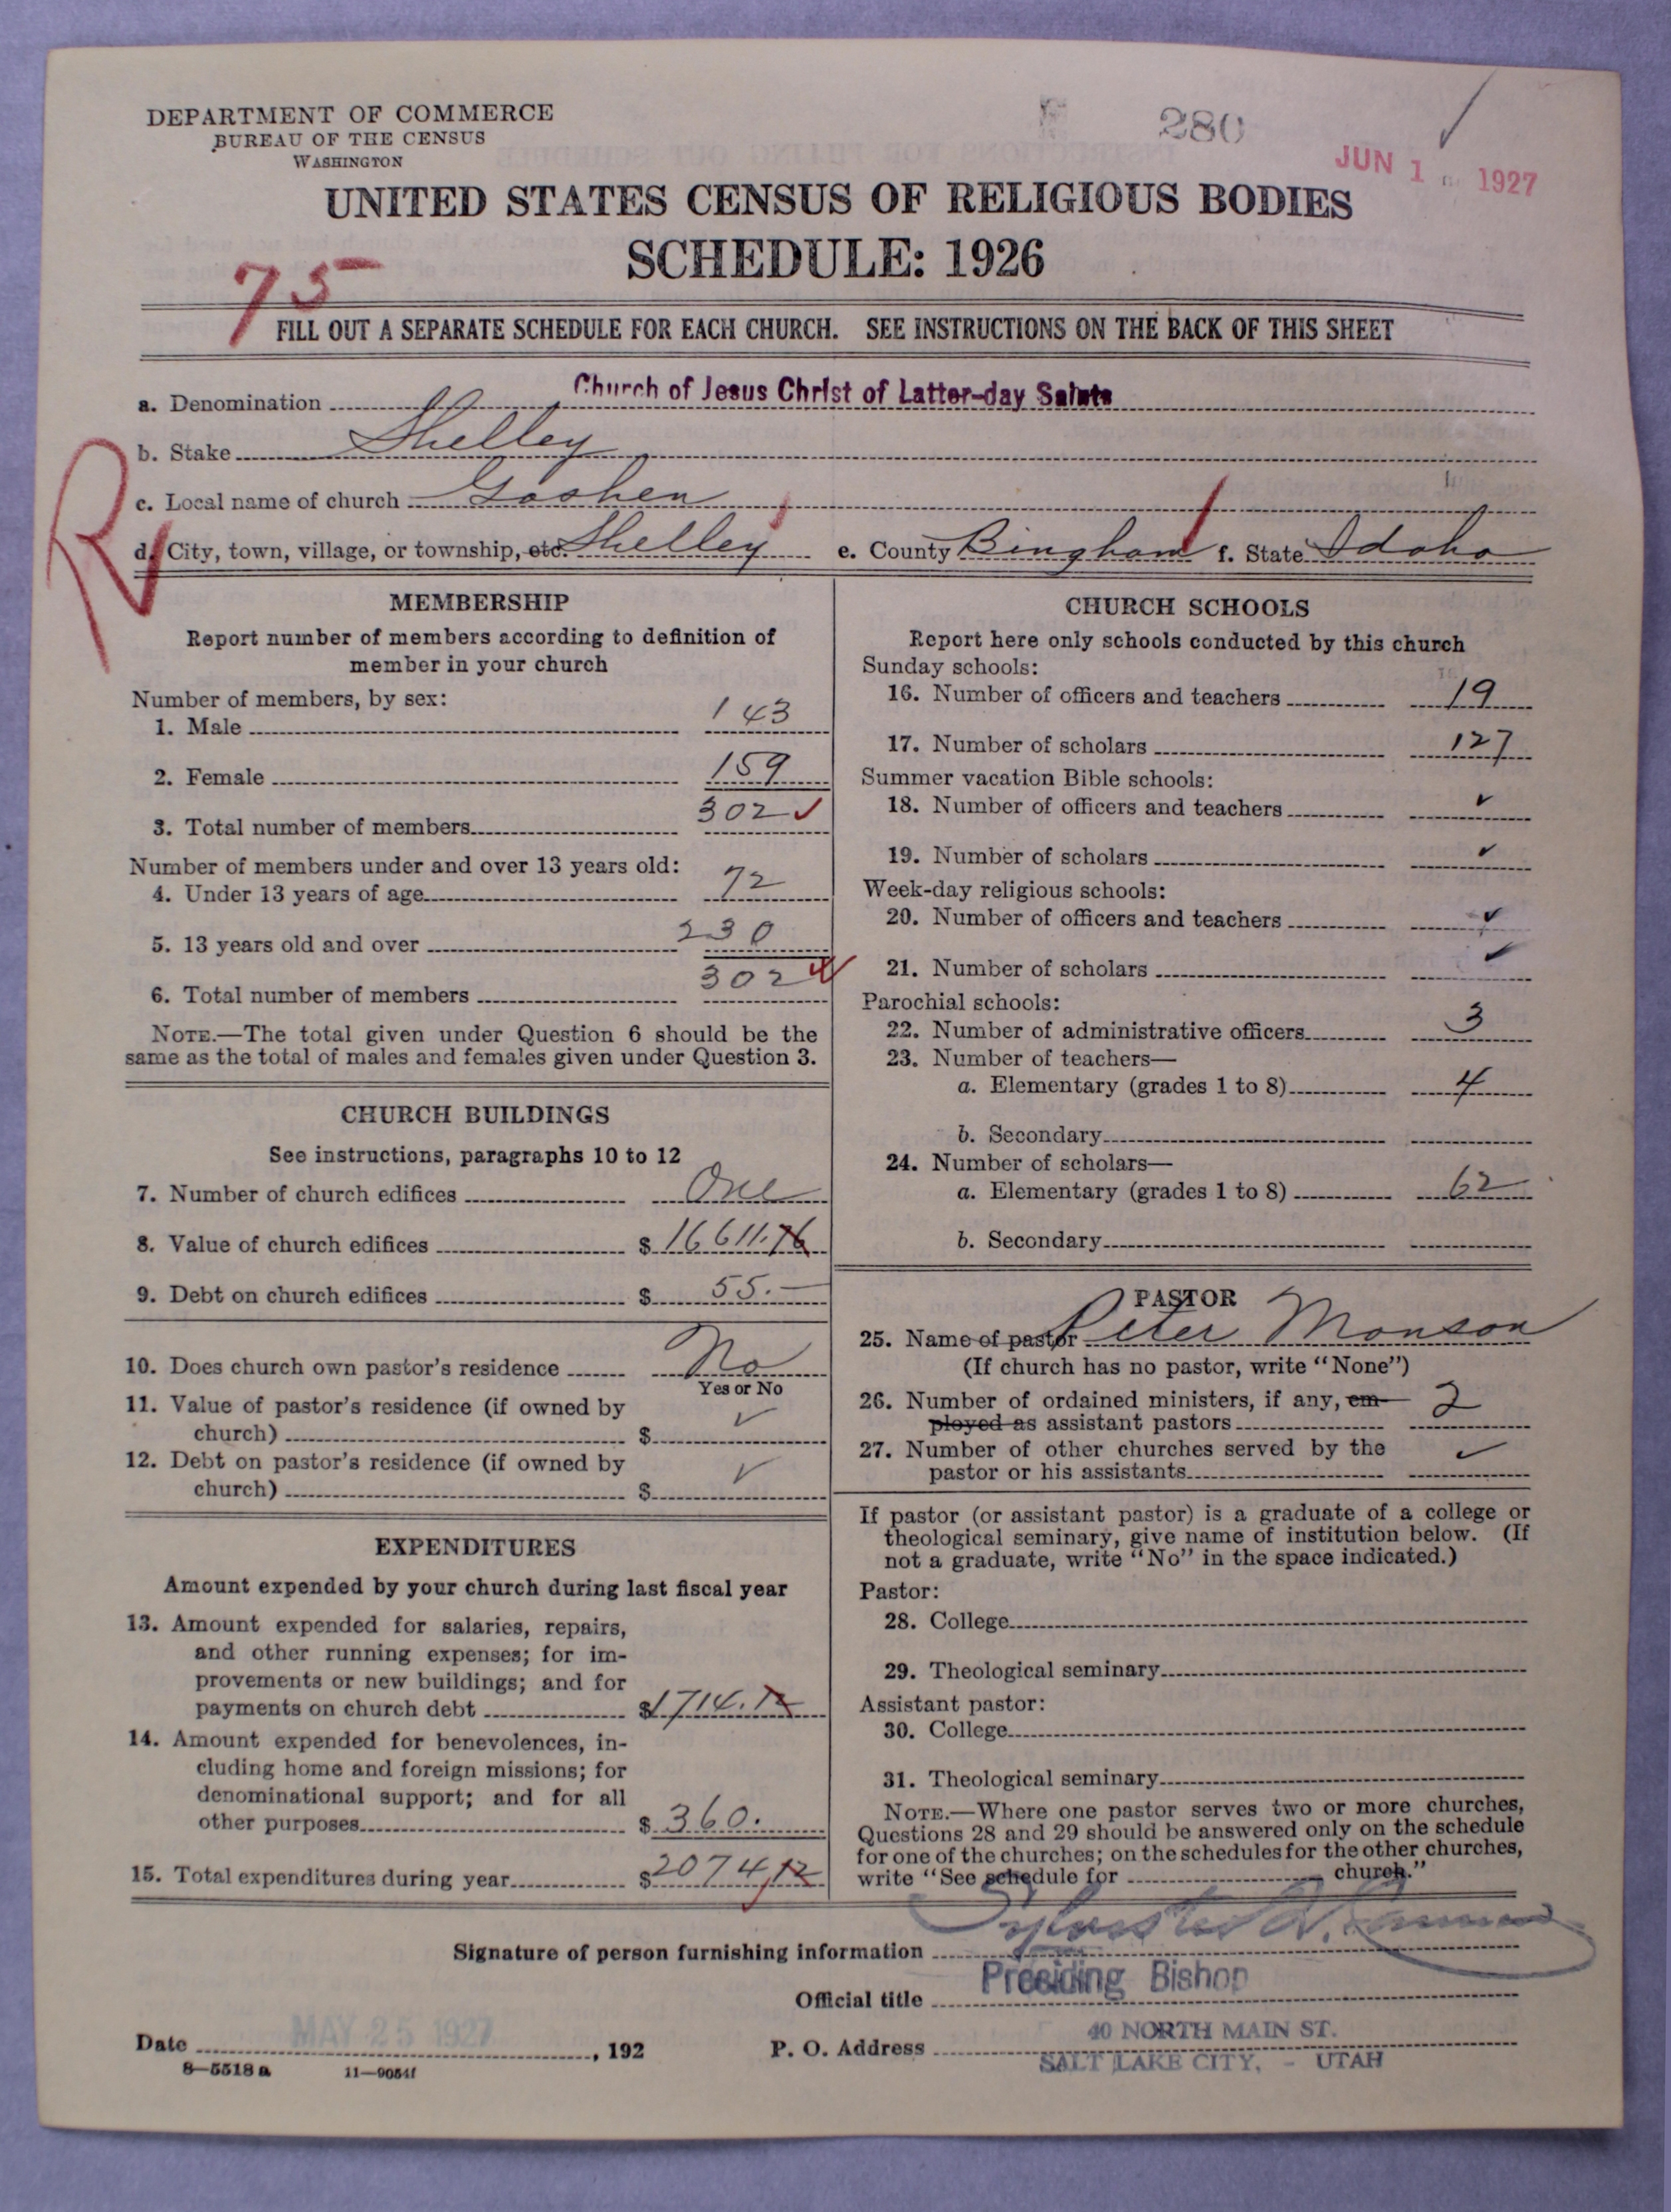 DEPARTMENT OF COMMERCE
BUREAU OF THE CENSUS
WASHINGTON
280
JUN 1 1927
UNITED STATES CENSUS OF RELIGIOUS BODIES
SCHEDULE: 1926
75
FILL OUT A SEPARATE SCHEDULE FOR EACH CHURCH. SEE INSTRUCTIONS ON THE BACK OF THIS SHEET
a. Denomination Church of Jesus Christ of Latter-day Saints
b. Stake Shelley
c. Local name of church Goshen
R
d. City, town, village, or township, etc. Shelley e. County Bingham f. State Idaho
MEMBERSHIP
Report number of members according to definition of
member in your church
Number of members, by sex:
1. Male 143
2. Female 159
3. Total number of members 302 ✓
Number of members under and over 13 years old:
4. Under 13 years of age 72
5. 13 years old and over 230
6. Total number of members 302 ✓
NOTE.—The total given under Question 6 should be the
same as the total of males and females given under Question 3.
CHURCH BUILDINGS
See instructions, paragraphs 10 to 12
7. Number of church edifices One
8. Value of church edifices $ 16611.76
9. Debt on church edifices $ 55.—
10. Does church own pastor's residence No
Yes or No
11. Value of pastor's residence (if owned by
church) $ ✓
12. Debt on pastor's residence (if owned by
church) $ ✓
EXPENDITURES
Amount expended by your church during last fiscal year
13. Amount expended for salaries, repairs,
and other running expenses; for im-
provements or new buildings; and for
payments on church debt $ 1714.12
14. Amount expended for benevolences, in-
cluding home and foreign missions; for
denominational support; and for all
other purposes $ 360.
15. Total expenditures during year $ 2074.12
CHURCH SCHOOLS
Report here only schools conducted by this church
Sunday schools:
16. Number of officers and teachers 19
17. Number of scholars 127
Summer vacation Bible schools:
18. Number of officers and teachers ✓
19. Number of scholars ✓
Week-day religious schools:
20. Number of officers and teachers ✓
21. Number of scholars ✓
Parochial schools:
22. Number of administrative officers 3
23. Number of teachers—
a. Elementary (grades 1 to 8) 4
b. Secondary
24. Number of scholars—
a. Elementary (grades 1 to 8) 62
b. Secondary
PASTOR
25. Name of pastor Peter Monson
(If church has no pastor, write "None")
26. Number of ordained ministers, if any, em-
ployed as assistant pastors 2
27. Number of other churches served by the
pastor or his assistants ✓
If pastor (or assistant pastor) is a graduate of a college or
theological seminary, give name of institution below. (If
not a graduate, write "No" in the space indicated.)
Pastor:
28. College
29. Theological seminary
Assistant pastor:
30. College
31. Theological seminary
NOTE.—Where one pastor serves two or more churches,
Questions 28 and 29 should be answered only on the schedule
for one of the churches; on the schedules for the other churches,
write "See schedule for church."
Signature of person furnishing information Sylvester Q. Cannon
Official title Presiding Bishop
Date MAY 25 1927, 192
P. O. Address 40 NORTH MAIN ST.
SALT LAKE CITY, - UTAH
8—5518 a 11—9054f